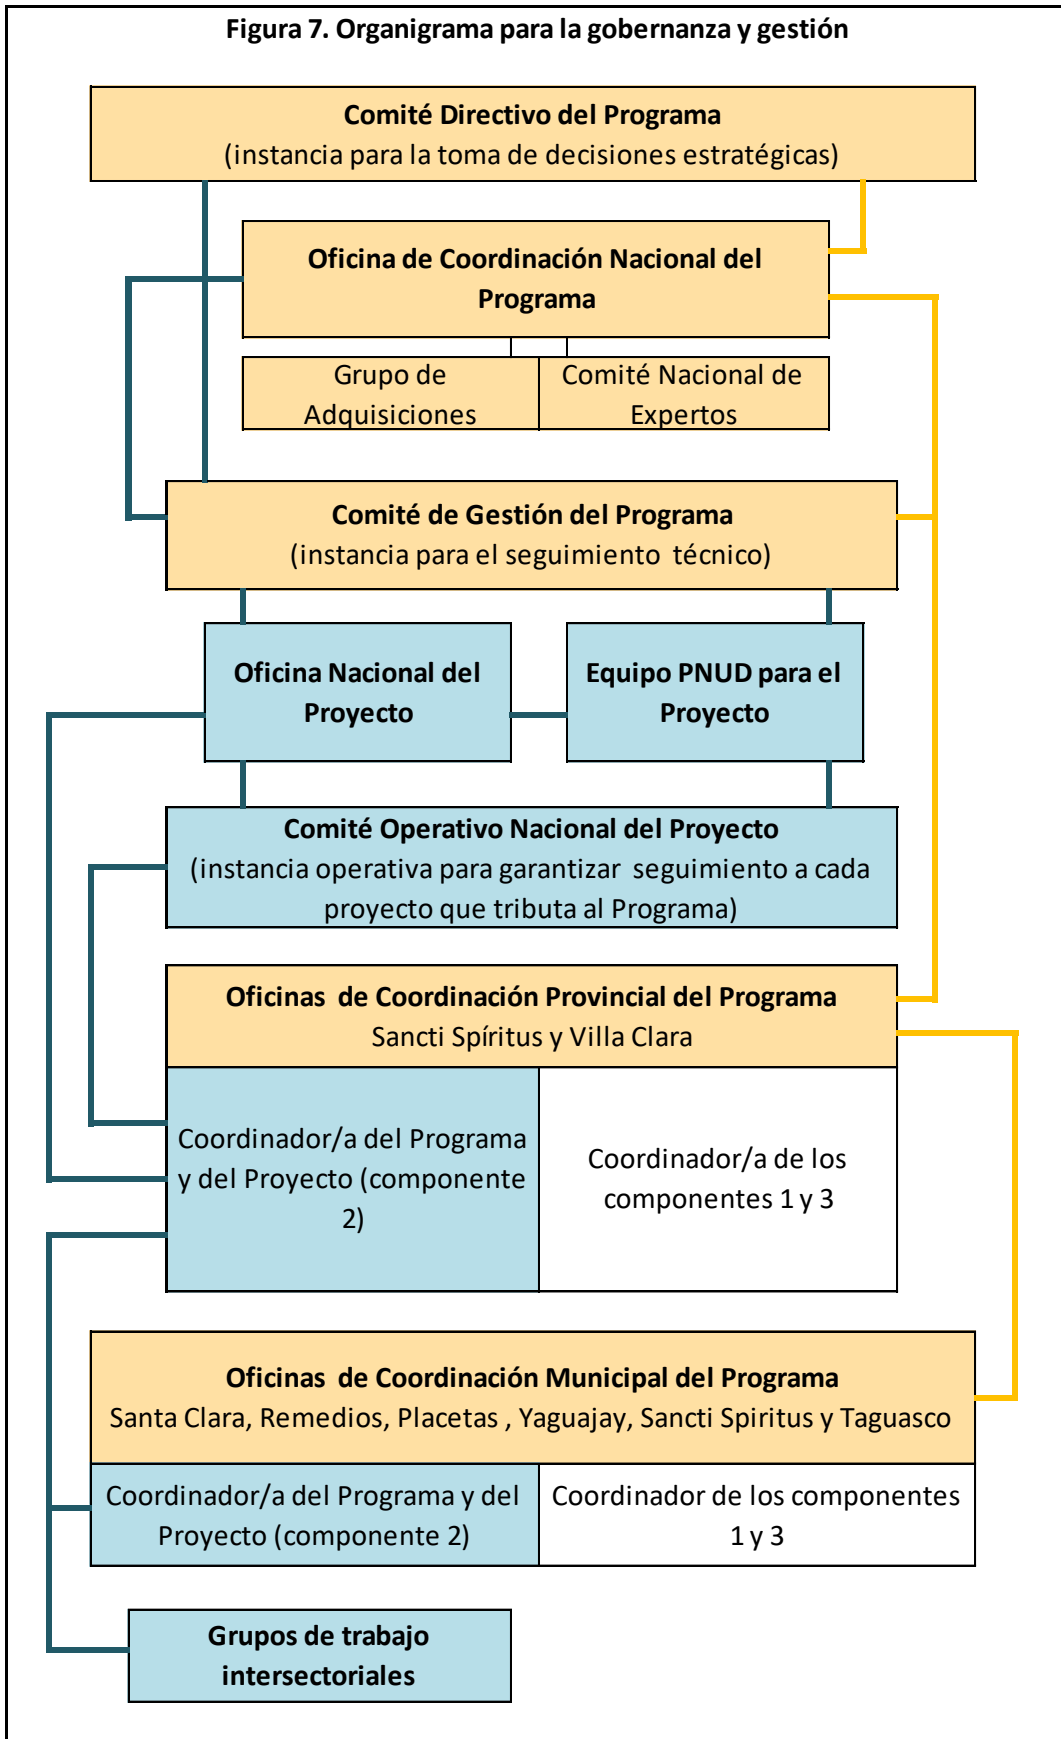 Figura 7. Organigrama para la gobernanza y gestión
Comité Directivo del Programa
(instancia para la toma de decisiones estratégicas)
Oficina de Coordinación Nacional del
Programa
Grupo de
Adquisiciones
Comité Nacional de
Expertos
Comité de Gestión del Programa
(instancia para el seguimiento técnico)
Oficina Nacional del
Proyecto
Equipo PNUD para el
Proyecto
Comité Operativo Nacional del Proyecto
(instancia operativa para garantizar seguimiento a cada
proyecto que tributa al Programa)
Oficinas de Coordinación Provincial del Programa
Sancti Spíritus y Villa Clara
Coordinador/a del Programa
y del Proyecto (componente
2)
Coordinador/a de los
componentes 1 y 3
Oficinas de Coordinación Municipal del Programa
Santa Clara, Remedios, Placetas , Yaguajay, Sancti Spiritus y Taguasco
Coordinador/a del Programa y del
Proyecto (componente 2)
Coordinador de los componentes
1 y 3
Grupos de trabajo
intersectoriales